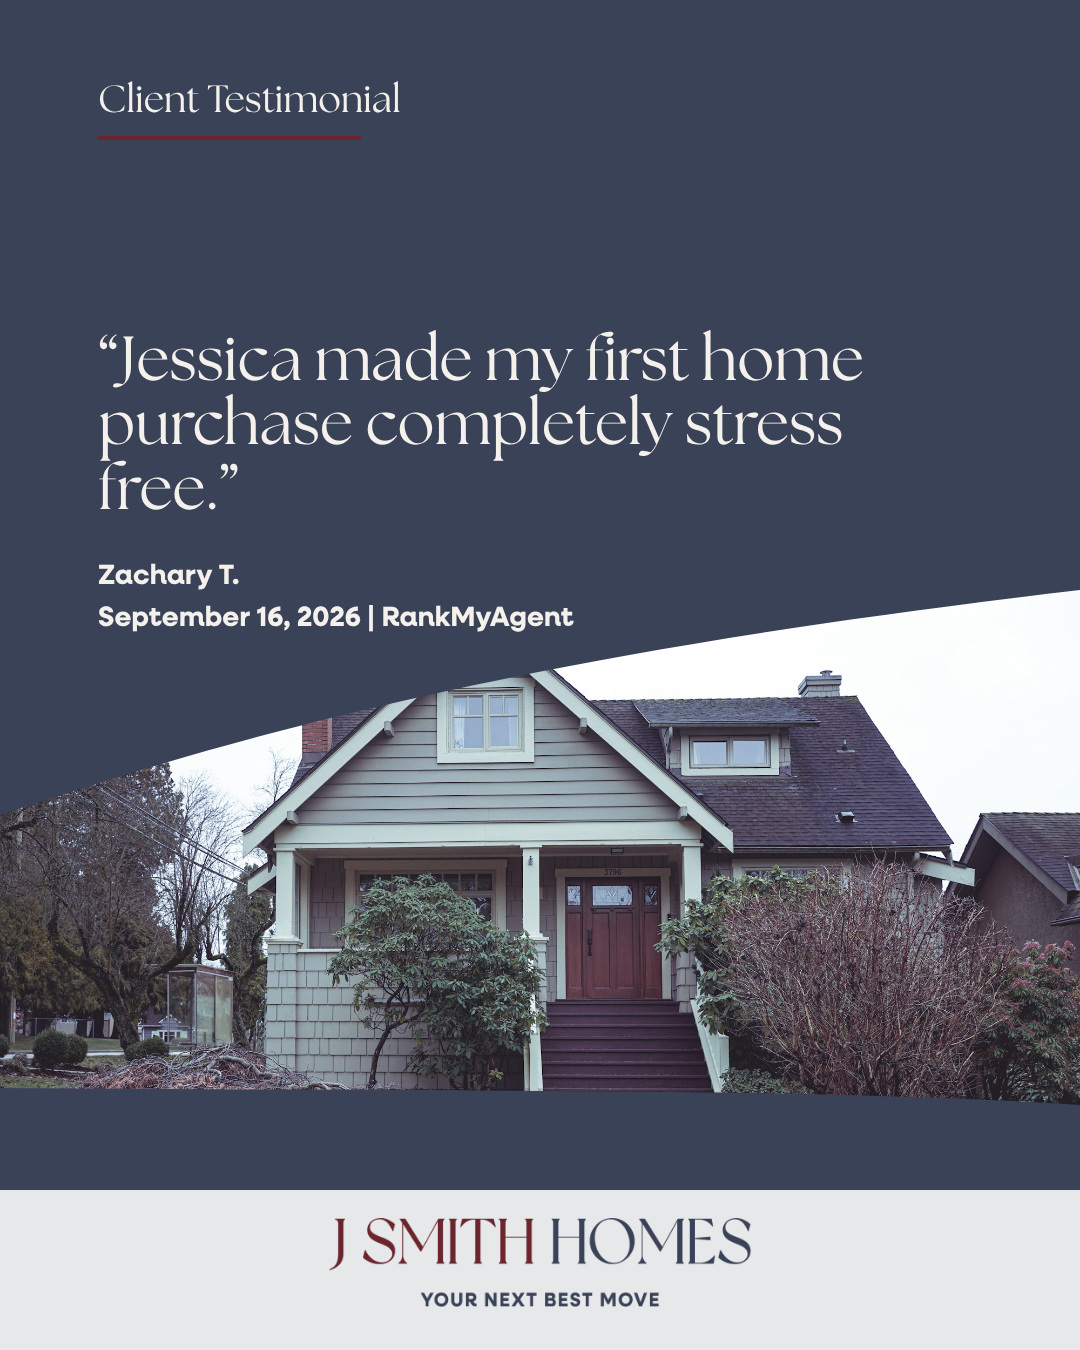 Client Testimonial
“Jessica made my first home
purchase completely stress
free.”
Zachary T.
September 16, 2026 | RankMyAgent
3796
J SMITH HOMES
YOUR NEXT BEST MOVE